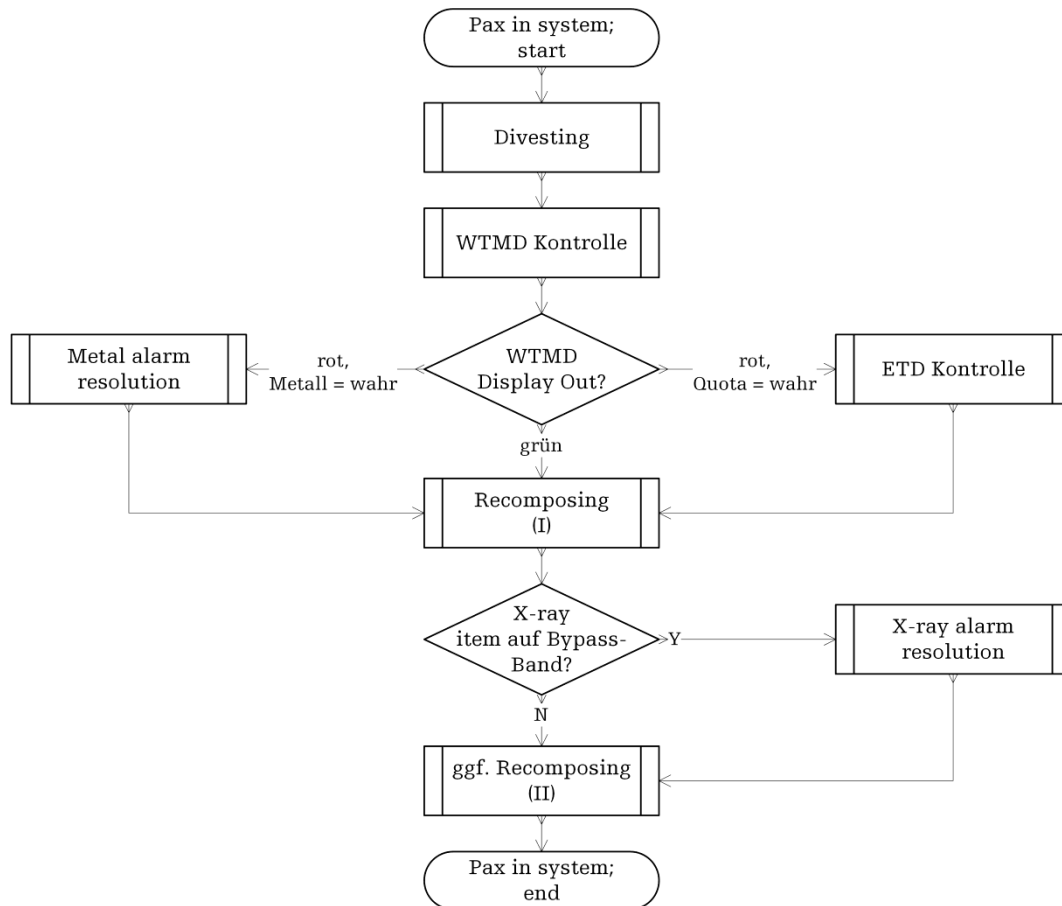 Pax in system;
start
Divesting
WTMD Kontrolle
WTMD
Display Out?
rot,
Metall = wahr
Metal alarm
resolution
rot,
Quota = wahr
ETD Kontrolle
grün
Recomposing
(I)
X-ray
item auf Bypass-
Band?
Y
X-ray alarm
resolution
N
ggf. Recomposing
(II)
Pax in system;
end